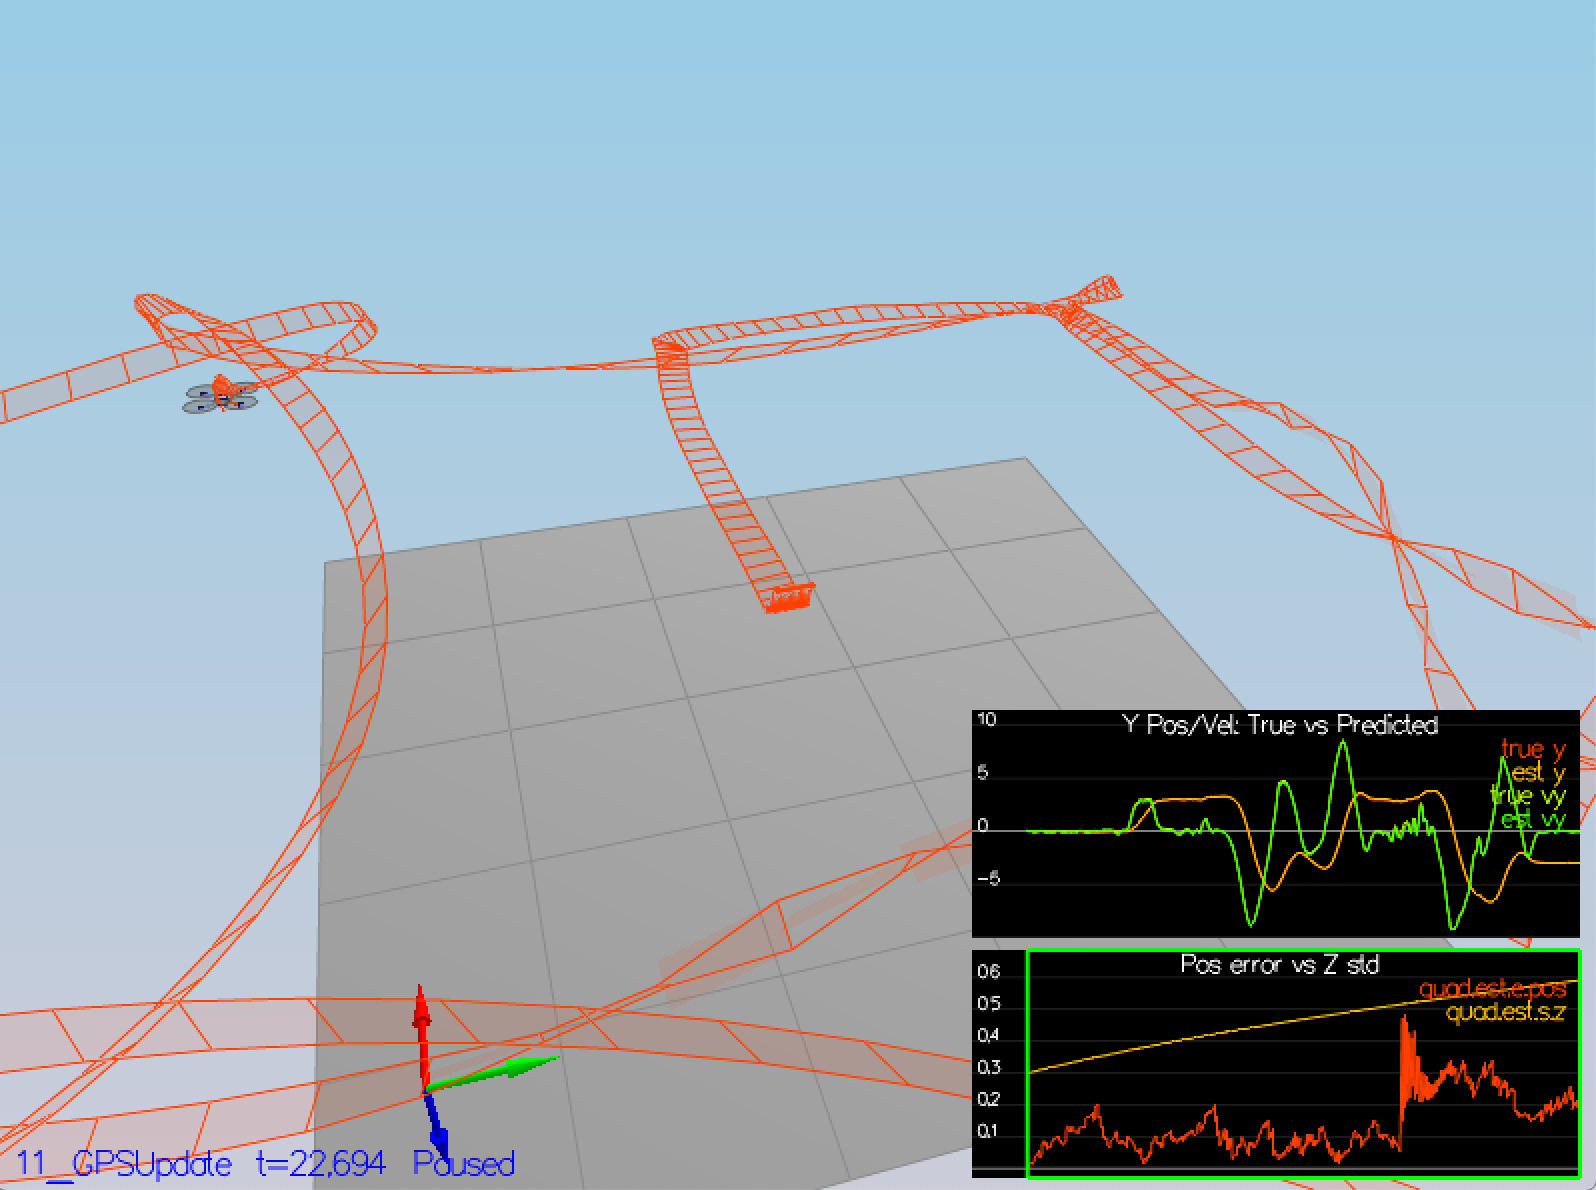 10
Y Pos/Vel: True vs Predicted
true y
5
est y
true vy
0
est vy
-5
Pos error vs Z std
0.6
quad.est.e.pos
0.5
quad.est.s.z
0.4
0.3
0.2
0.1
11__GPSUpdate t=22,694 Paused